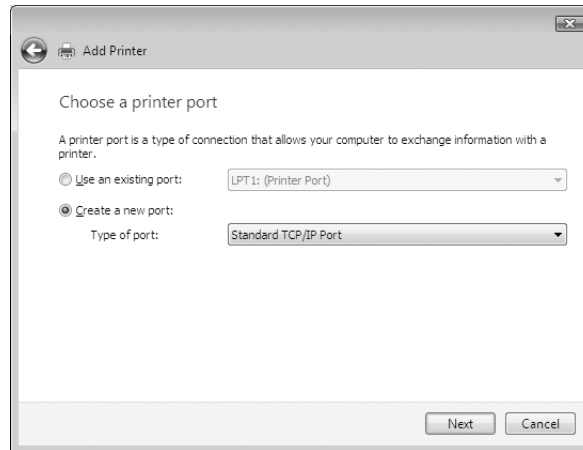 Add Printer
Choose a printer port
A printer port is a type of connection that allows your computer to exchange information with a
printer.
Use an existing port: LPT1: (Printer Port)
Create a new port:
Type of port: Standard TCP/IP Port
Next Cancel